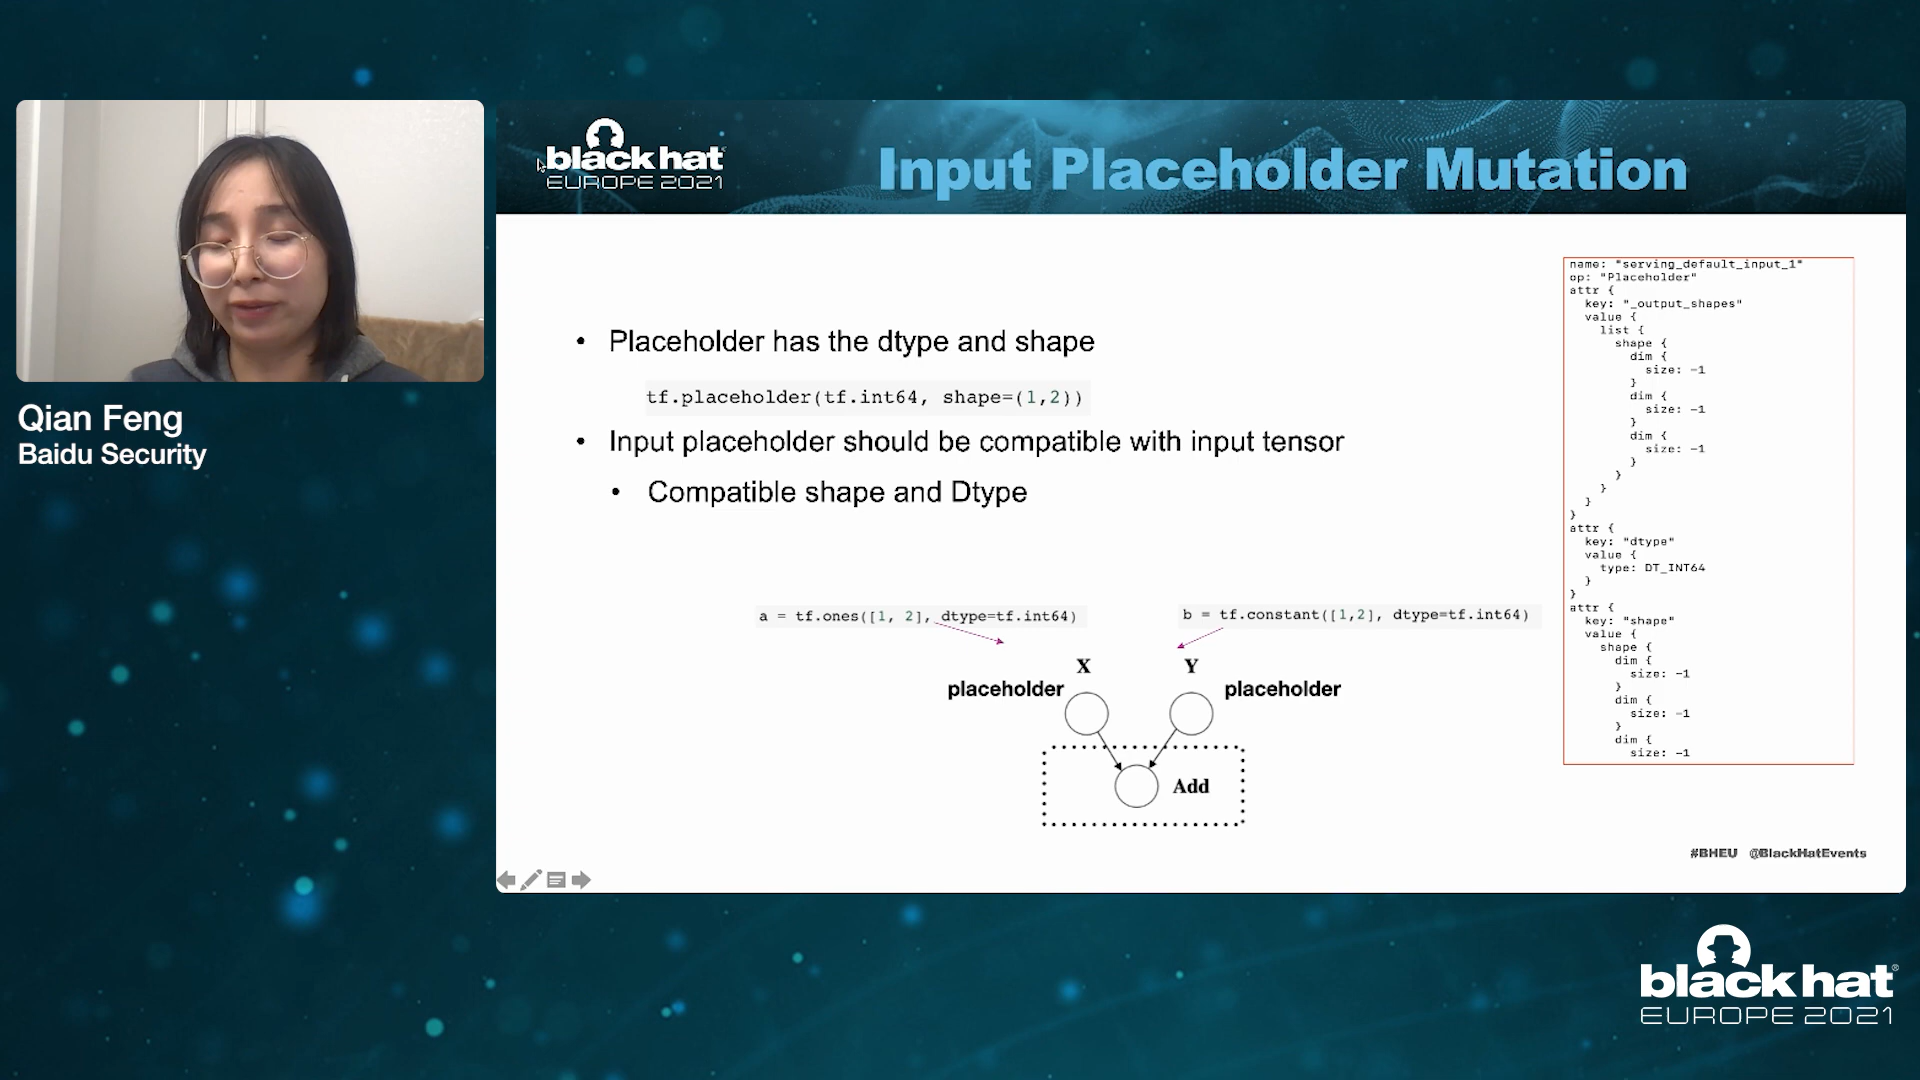 black hat
EUROPE 2021
Input Placeholder Mutation
Qian Feng
Baidu Security
• Placeholder has the dtype and shape
tf.placeholder(tf.int64, shape=(1,2))
• Input placeholder should be compatible with input tensor
• Compatible shape and Dtype
a = tf.ones([1, 2], dtype=tf.int64)
b = tf.constant([1,2], dtype=tf.int64)
X
Y
placeholder
placeholder
Add
name: "serving_default_input_1"
op: "Placeholder"
attr {
key: "_output_shapes"
value {
list {
shape {
dim {
size: -1
}
dim {
size: -1
}
dim {
size: -1
}
}
}
}
}
attr {
key: "dtype"
value {
type: DT_INT64
}
}
attr {
key: "shape"
value {
shape {
dim {
size: -1
}
dim {
size: -1
}
dim {
size: -1
#BHEU @BlackHatEvents
black hat®
EUROPE 2021